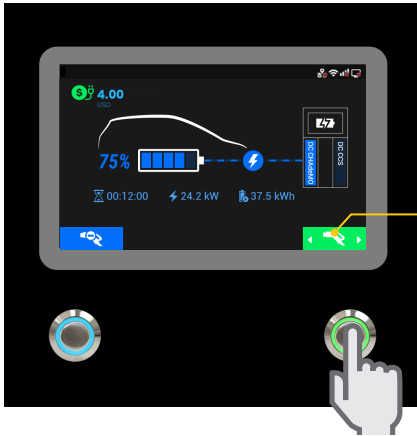 $ 4.00
USD
75%
DC CHAdeMO
DC CCS
00:12:00 24.2 kW 37.5 kWh